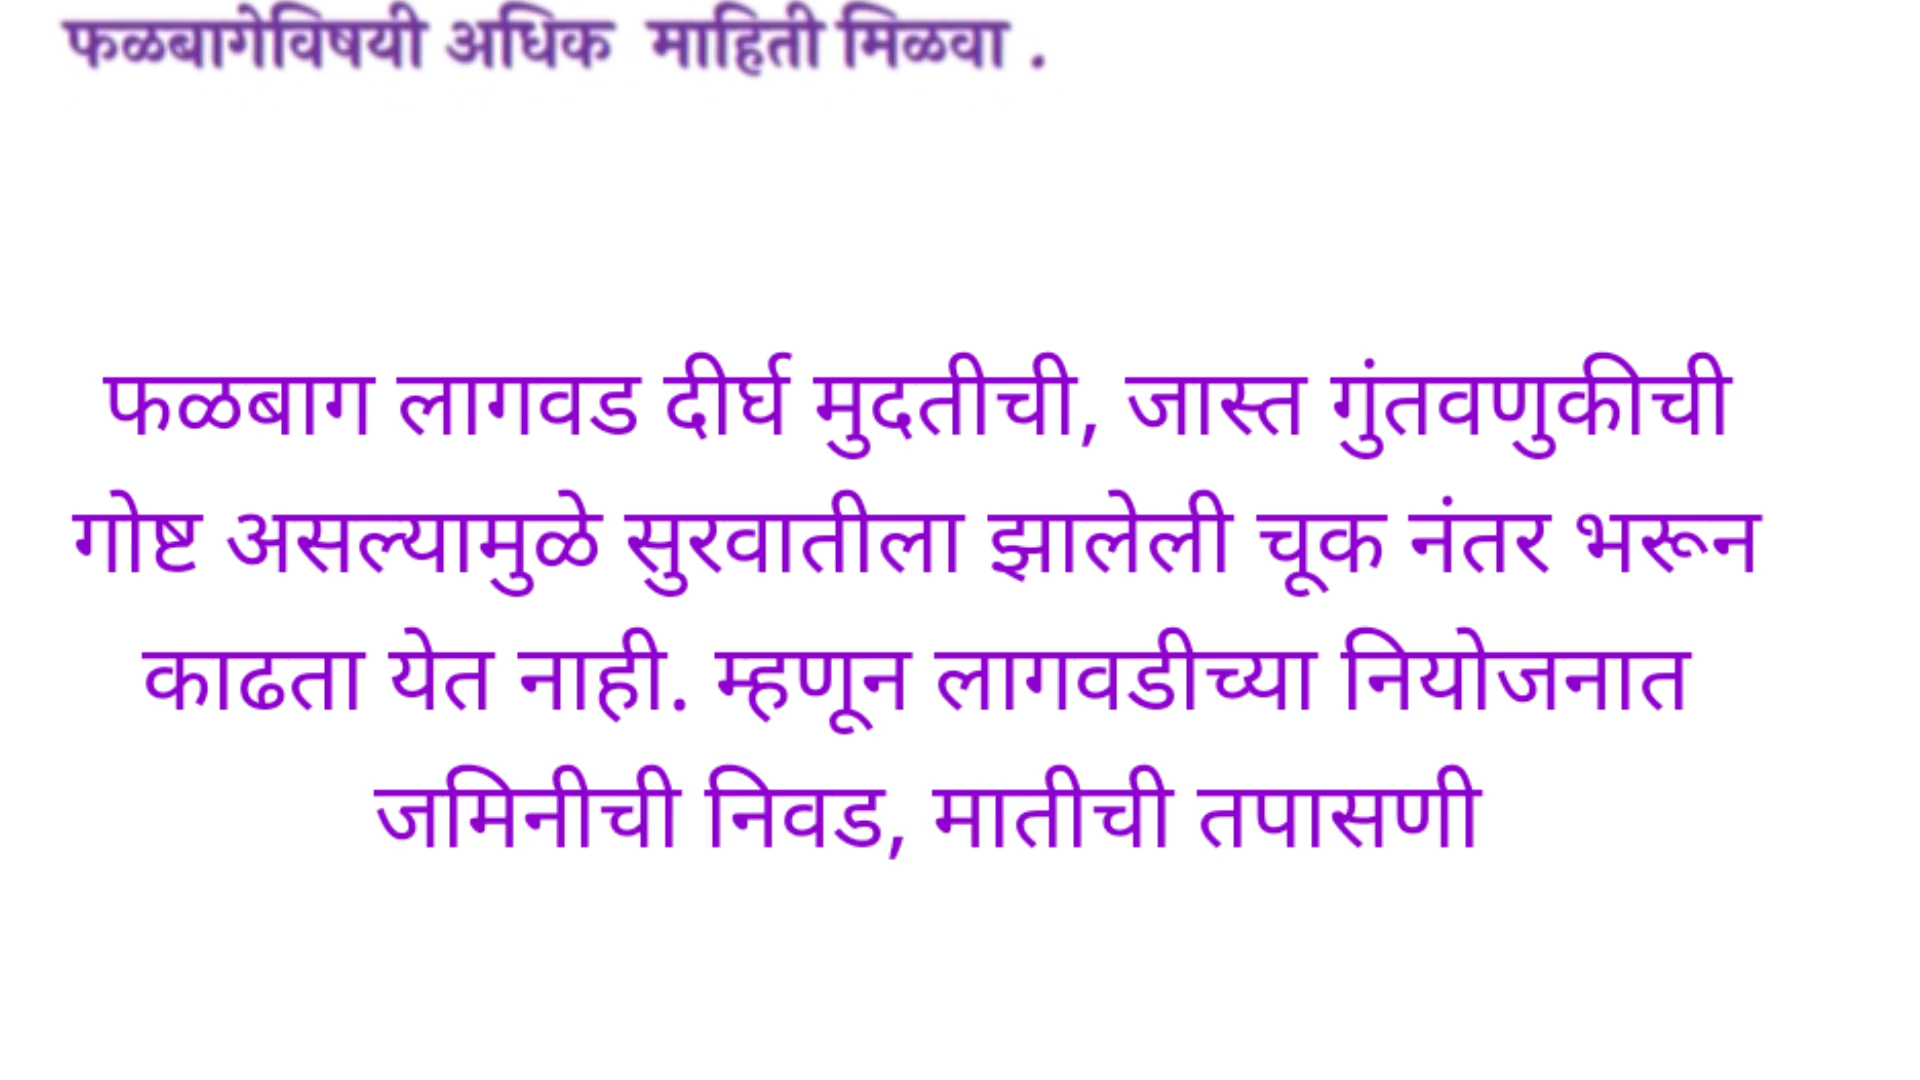 फळबागेविषयी अधिक माहिती मिळवा .
फळबाग लागवड दीर्घ मुदतीची, जास्त गुंतवणुकीची
गोष्ट असल्यामुळे सुरवातीला झालेली चूक नंतर भरून
काढता येत नाही. म्हणून लागवडीच्या नियोजनात
जमिनीची निवड, मातीची तपासणी